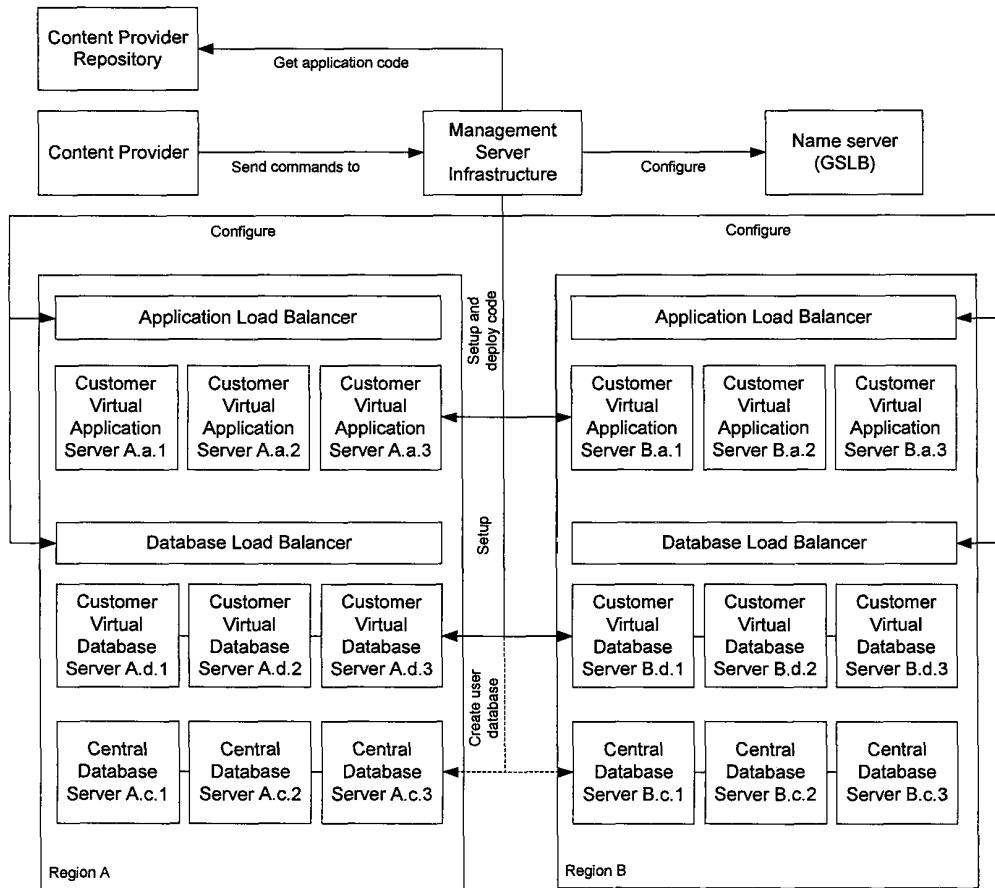 Content Provider
Repository
Get application code
Content Provider
Send commands to
Management
Server
Infrastructure
Configure
Name server
(GSLB)
Configure
Configure
Application Load Balancer
Setup and
deploy code
Application Load Balancer
Customer
Virtual
Application
Server A.a.1
Customer
Virtual
Application
Server A.a.2
Customer
Virtual
Application
Server A.a.3
Customer
Virtual
Application
Server B.a.1
Customer
Virtual
Application
Server B.a.2
Customer
Virtual
Application
Server B.a.3
Database Load Balancer
Setup
Database Load Balancer
Customer
Virtual
Database
Server A.d.1
Customer
Virtual
Database
Server A.d.2
Customer
Virtual
Database
Server A.d.3
Customer
Virtual
Database
Server B.d.1
Customer
Virtual
Database
Server B.d.2
Customer
Virtual
Database
Server B.d.3
Create user
database
Central
Database
Server A.c.1
Central
Database
Server A.c.2
Central
Database
Server A.c.3
Central
Database
Server B.c.1
Central
Database
Server B.c.2
Central
Database
Server B.c.3
Region A
Region B